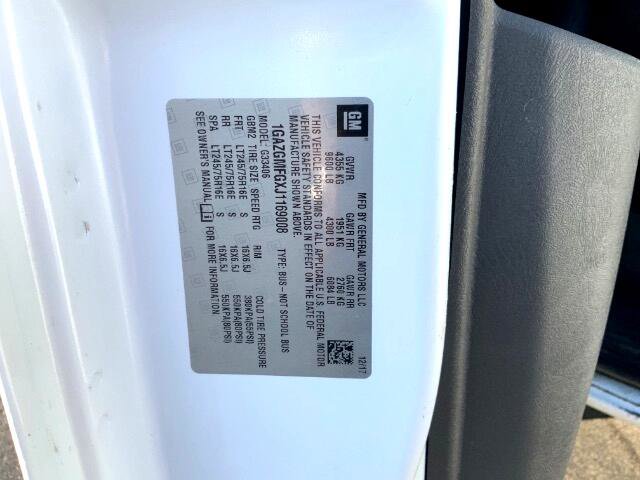 GM
MFD BY GENERAL MOTORS LLC 12/17
GVWR GAWR FRT GAWR RR
4355 KG 1951 KG 2760 KG
9600 LB 4300 LB 6084 LB
THIS VEHICLE CONFORMS TO ALL APPLICABLE U.S. FEDERAL MOTOR
VEHICLE SAFETY STANDARDS IN EFFECT ON THE DATE OF
MANUFACTURE SHOWN ABOVE.
1GAZGMFGXJ1189008 TYPE: BUS–NOT SCHOOL BUS
MODEL: G33406
GBM2 TIRE SIZE SPEED RTG RIM COLD TIRE PRESSURE
FRT LT245/75R16E S 16X6.5J 380KPA(55PSI)
RR LT245/75R16E S 16X6.5J 550KPA(80PSI)
SPA LT245/75R16E S 16X6.5J 550KPA(80PSI)
SEE OWNER'S MANUAL i FOR MORE INFORMATION